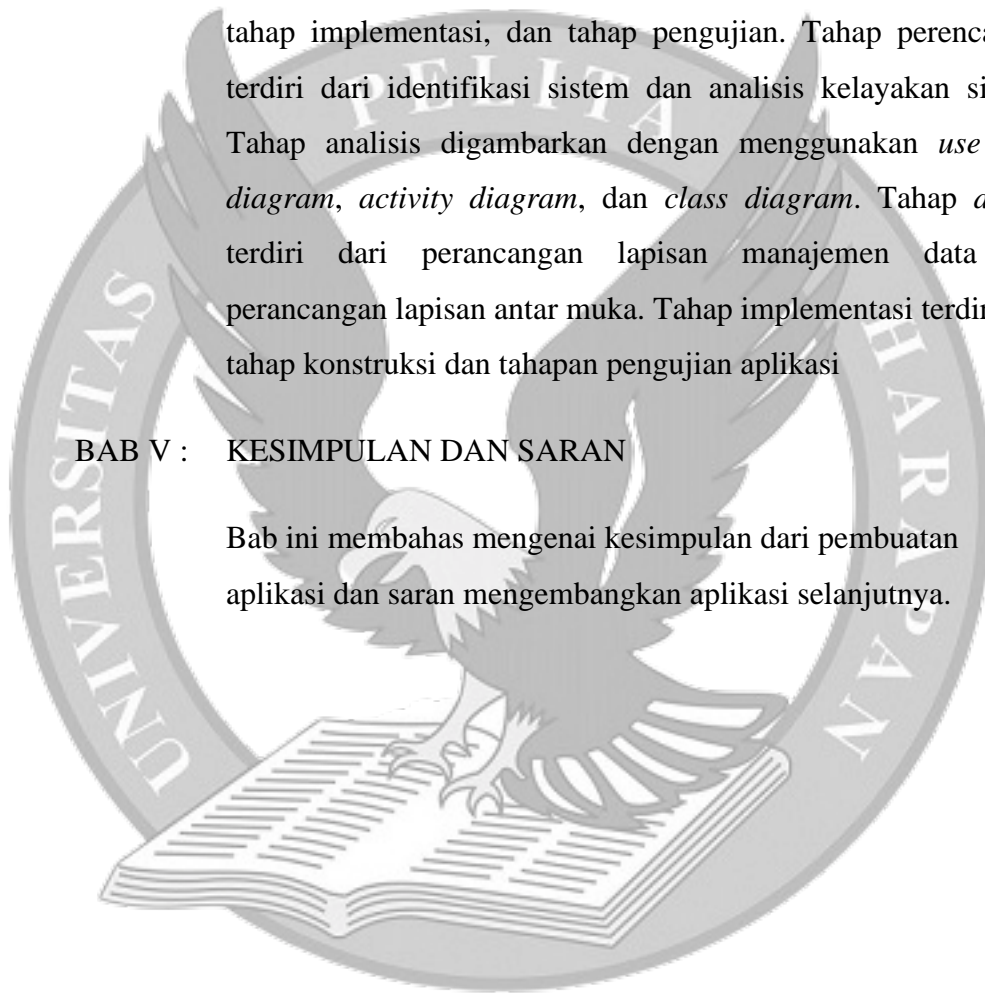 tahap implementasi, dan tahap pengujian. Tahap perenca
terdiri dari identifikasi sistem dan analisis kelayakan si
Tahap analisis digambarkan dengan menggunakan use
diagram, activity diagram, dan class diagram. Tahap d
terdiri dari perancangan lapisan manajemen data
perancangan lapisan antar muka. Tahap implementasi terdir
tahap konstruksi dan tahapan pengujian aplikasi
BAB V : KESIMPULAN DAN SARAN
Bab ini membahas mengenai kesimpulan dari pembuatan
aplikasi dan saran mengembangkan aplikasi selanjutnya.
UNIVERSITAS
PELITA
HARAPAN